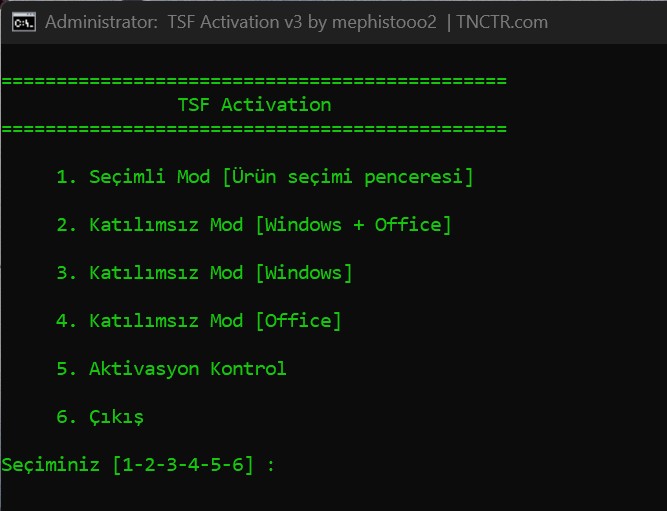 Administrator: TSF Activation v3 by mephistooo2 | TNCTR.com
==============================================
TSF Activation
==============================================
1. Seçimli Mod [Ürün seçimi penceresi]
2. Katılımsız Mod [Windows + Office]
3. Katılımsız Mod [Windows]
4. Katılımsız Mod [Office]
5. Aktivasyon Kontrol
6. Çıkış
Seçiminiz [1-2-3-4-5-6] :